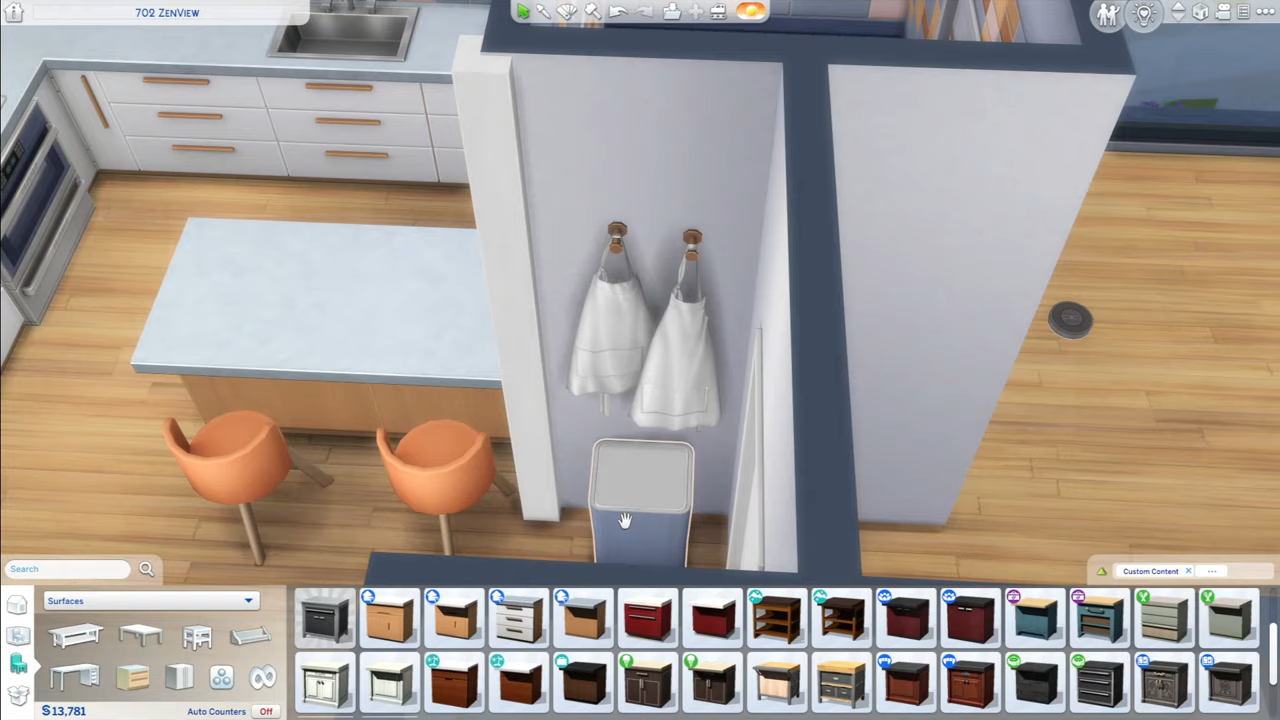 702 ZENVIEW
Search
Custom Content
Surfaces
§13,781
Auto Counters
Off